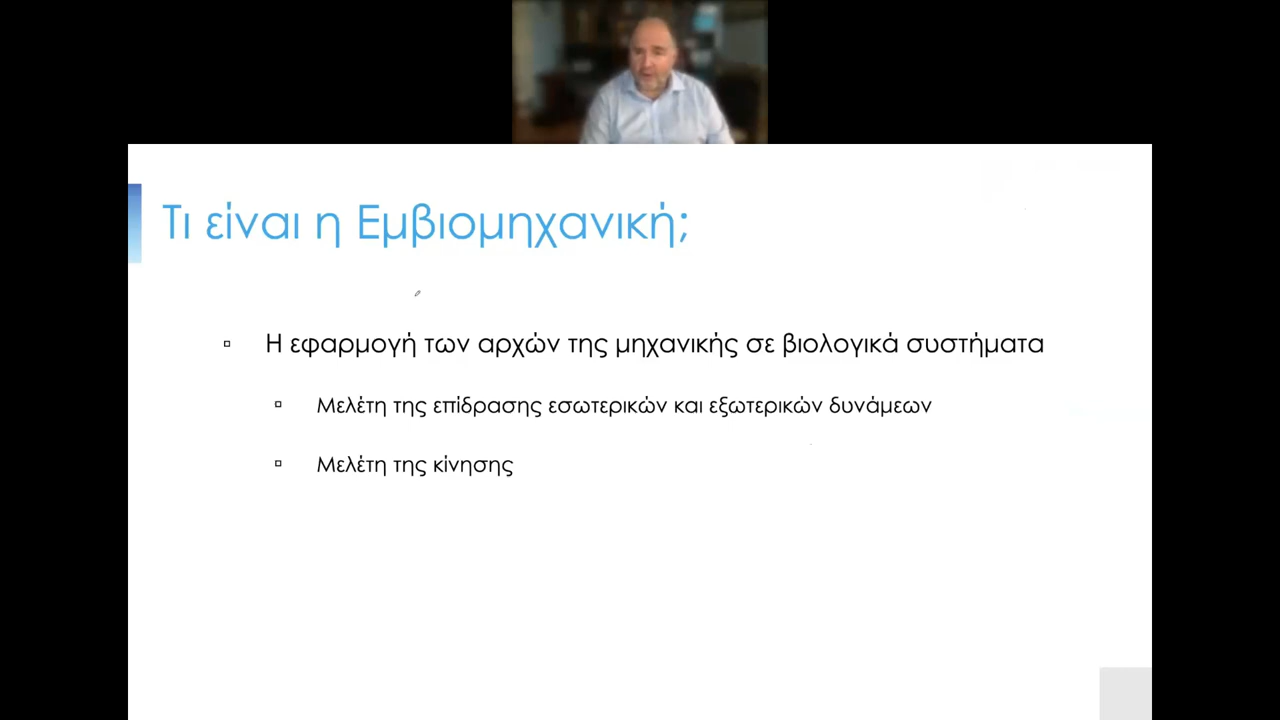 Τι είναι η Εμβιομηχανική;
Η εφαρμογή των αρχών της μηχανικής σε βιολογικά συστήματα
Μελέτη της επίδρασης εσωτερικών και εξωτερικών δυνάμεων
Μελέτη της κίνησης